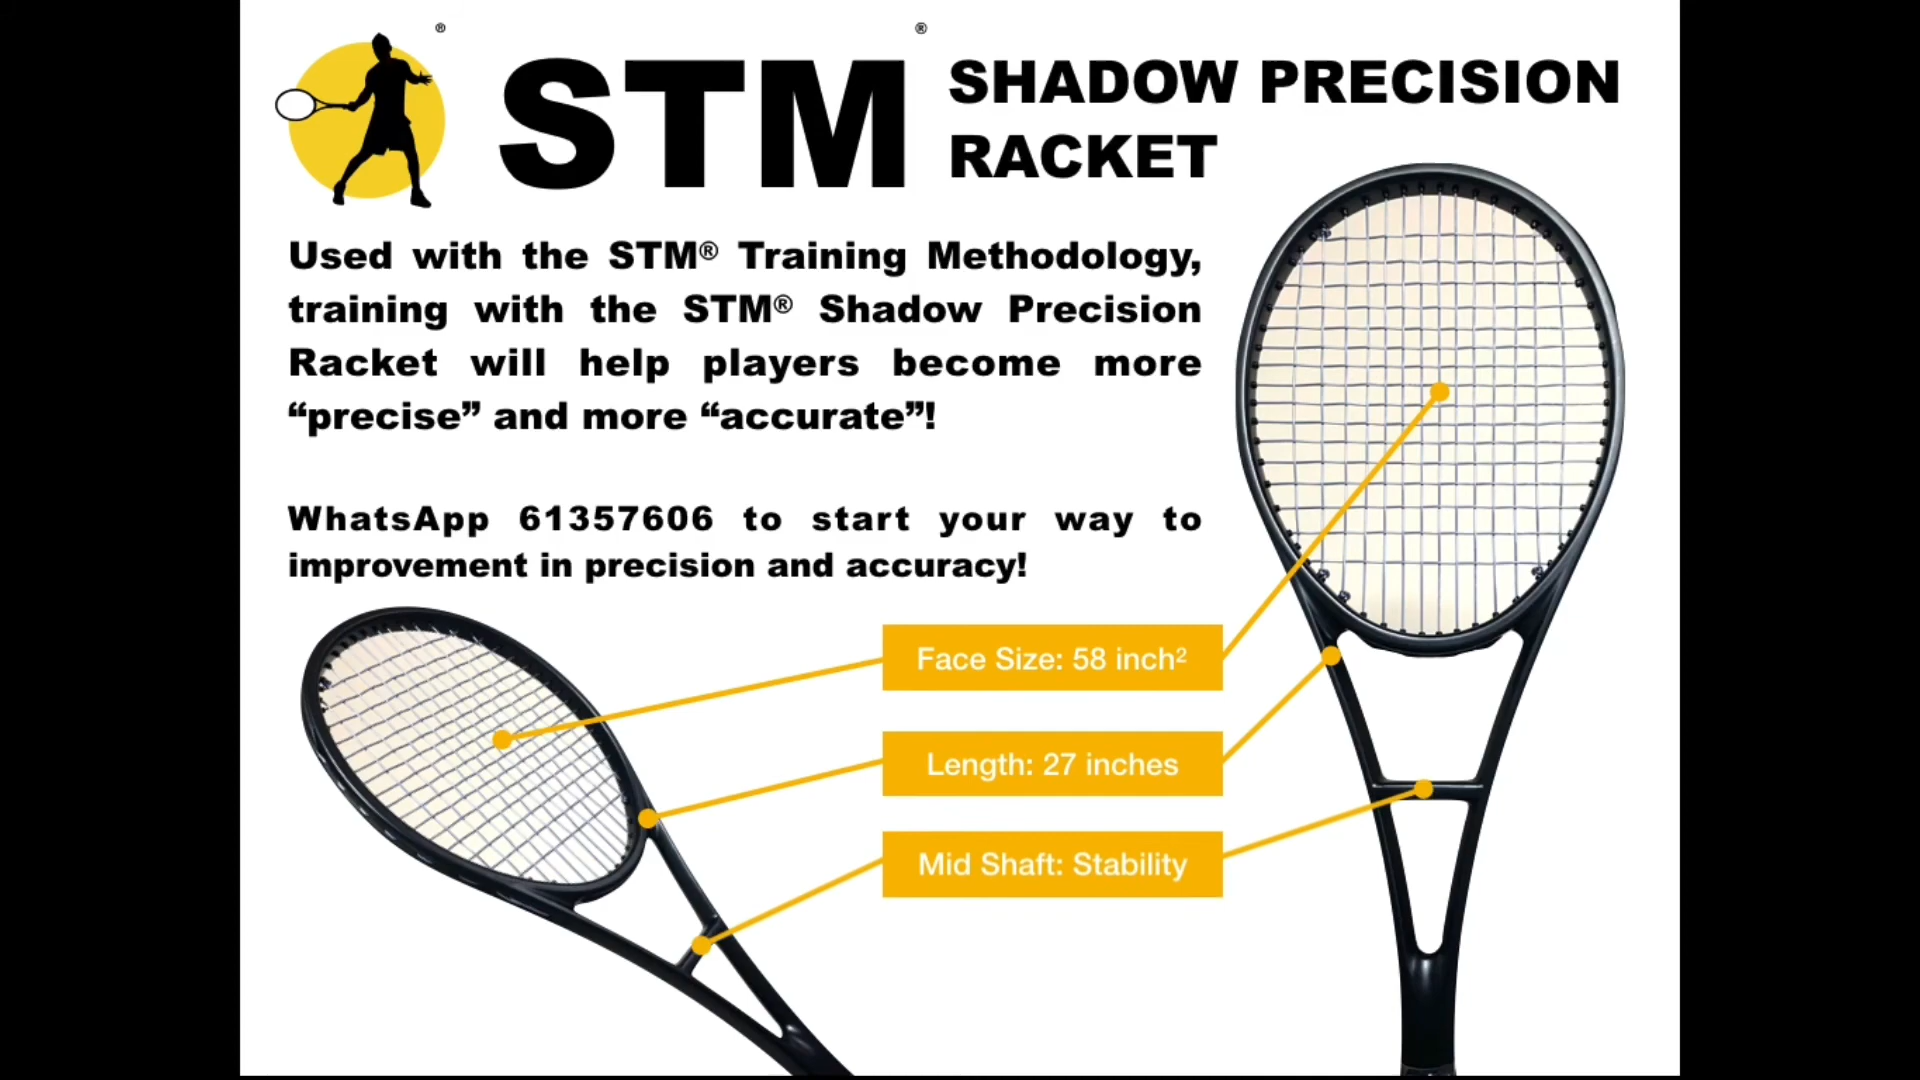 ® STM ® SHADOW PRECISION
RACKET
Used with the STM® Training Methodology,
training with the STM® Shadow Precision
Racket will help players become more
“precise” and more “accurate”!
WhatsApp 61357606 to start your way to
improvement in precision and accuracy!
Face Size: 58 inch²
Length: 27 inches
Mid Shaft: Stability